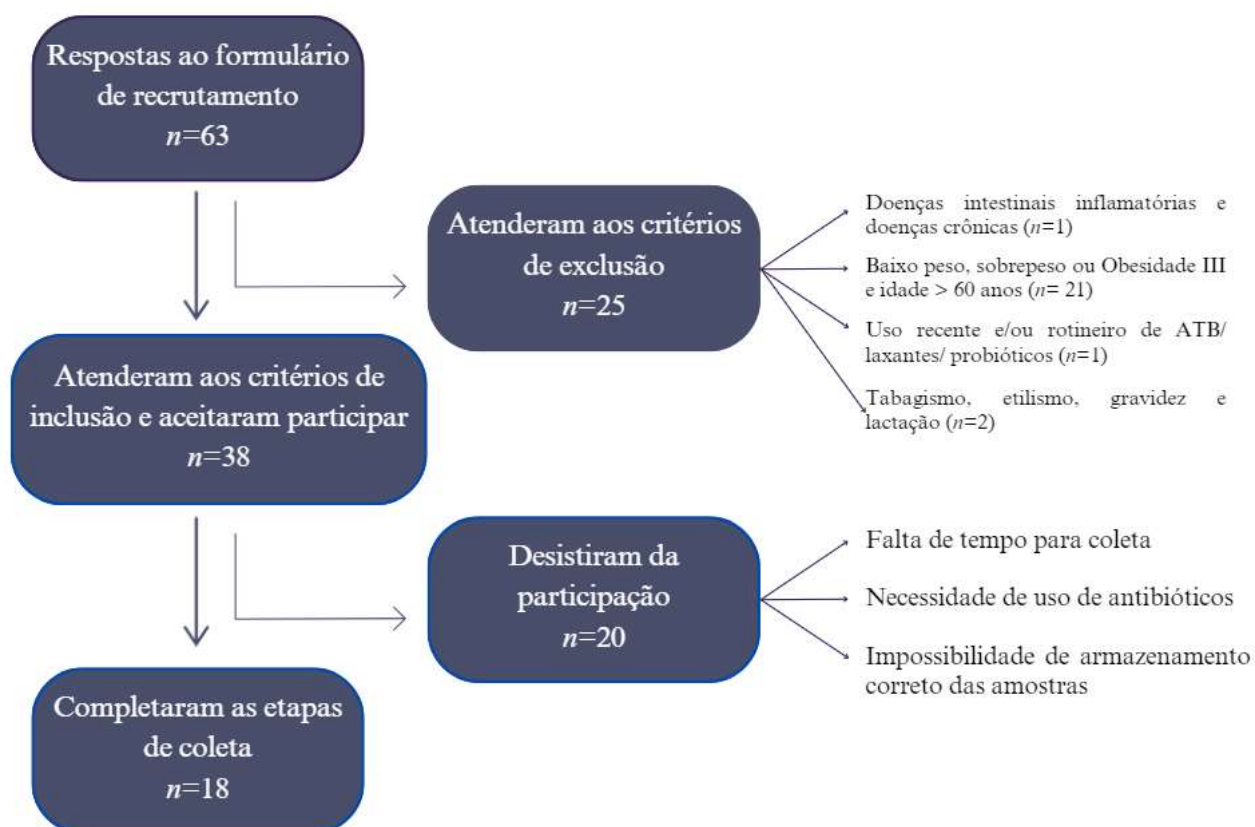 Respostas ao formulário
de recrutamento
n=63
Atenderam aos critérios
de exclusão
n=25
Doenças intestinais inflamatórias e
doenças crônicas (n=1)
Baixo peso, sobrepeso ou Obesidade III
e idade > 60 anos (n= 21)
Uso recente e/ou rotineiro de ATB/
laxantes/ probióticos (n=1)
Tabagismo, etilismo, gravidez e
lactação (n=2)
Atenderam aos critérios de
inclusão e aceitaram participar
n=38
Desistiram da
participação
n=20
Falta de tempo para coleta
Necessidade de uso de antibióticos
Impossibilidade de armazenamento
correto das amostras
Completaram as etapas
de coleta
n=18